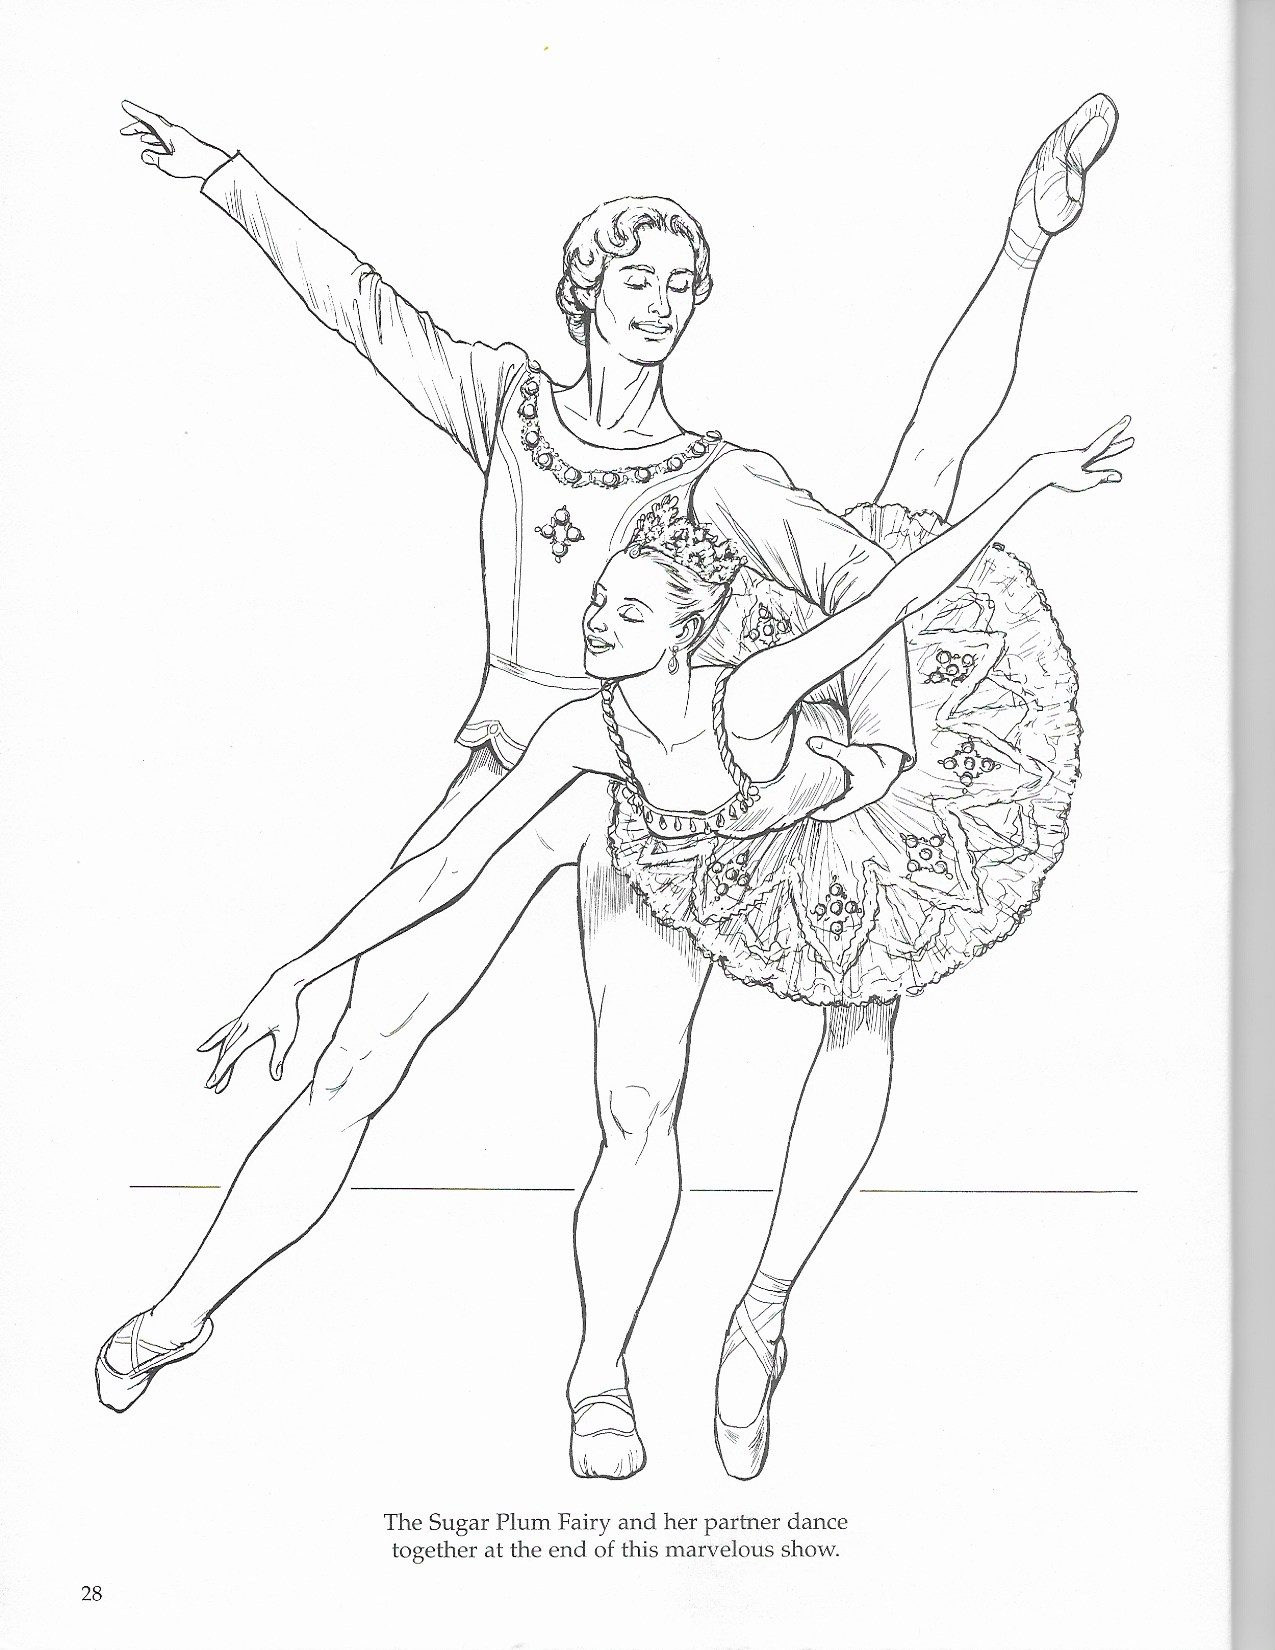 The Sugar Plum Fairy and her partner dance
together at the end of this marvelous show.
28